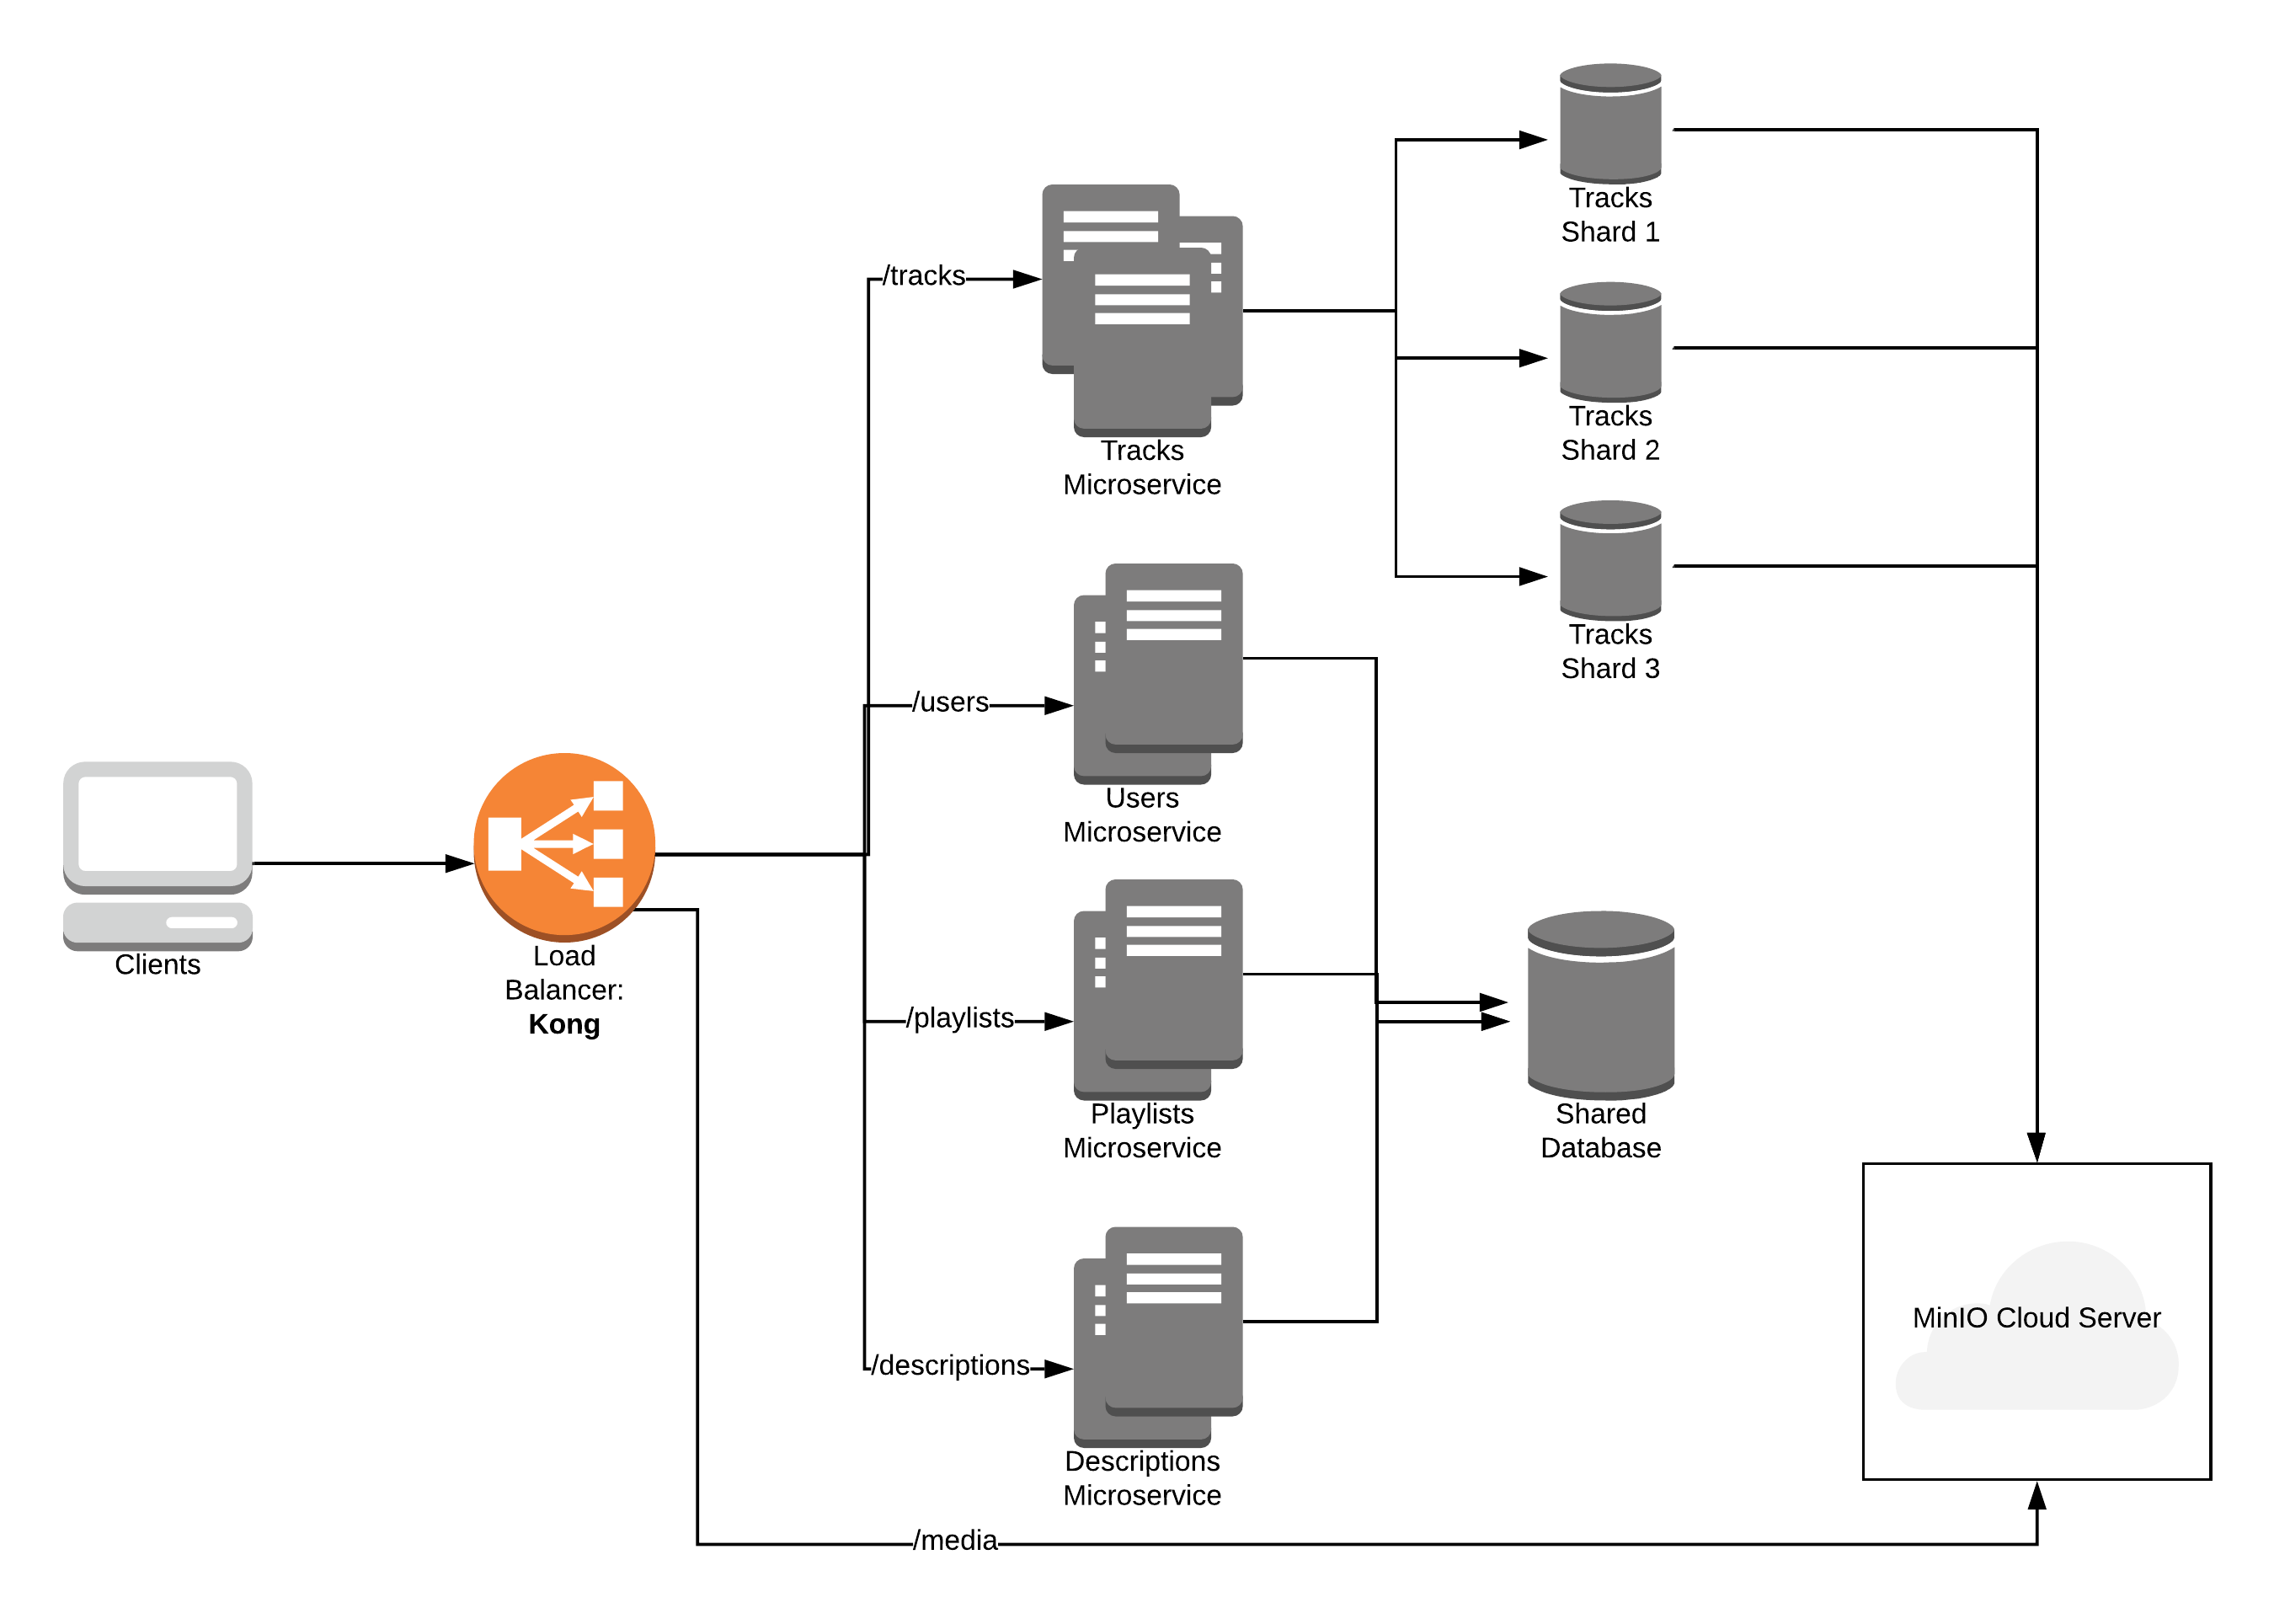 Tracks
Shard 1
/tracks
Tracks
Shard 2
Tracks
Microservice
Tracks
Shard 3
/users
Users
Microservice
Clients
Load
Balancer:
Kong
/playlists
Playlists
Microservice
Shared
Database
MinIO Cloud Server
/descriptions
Descriptions
Microservice
/media